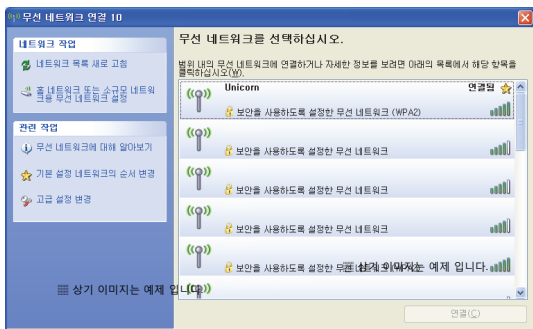 무선 네트워크 연결 10
네트워크 작업
네트워크 목록 새로 고침
홈 네트워크 또는 소규모 네트워
크용 무선 네트워크 설정
관련 작업
무선 네트워크에 대해 알아보기
기본 설정 네트워크의 순서 변경
고급 설정 변경
무선 네트워크를 선택하십시오.
범위 내의 무선 네트워크에 연결하거나 자세한 정보를 보려면 아래의 목록에서 해당 항목을
클릭하십시오(W).
Unicorn 연결됨
보안을 사용하도록 설정한 무선 네트워크 (WPA2)
보안을 사용하도록 설정한 무선 네트워크
보안을 사용하도록 설정한 무선 네트워크
보안을 사용하도록 설정한 무선 네트워크
보안을 사용하도록 설정한 무선 네트워크 (WPA2)
상기 이미지는 예제 입니다.
상기 이미지는 예제 입니다.
연결(C)